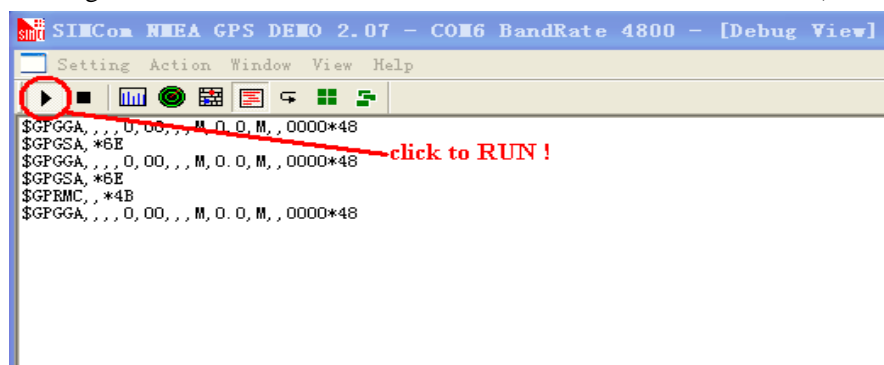 SIMCom NMEA GPS DEMO 2.07 - COM6 BandRate 4800 - [Debug View]
Setting Action Window View Help
$GPGGA,,,,0,00,,,M,0.0,M,,0000*48
$GPGSA,*6E
click to RUN !
$GPGGA,,,,0,00,,,M,0.0,M,,0000*48
$GPGSA,*6E
$GPRMC,,*4B
$GPGGA,,,,0,00,,,M,0.0,M,,0000*48